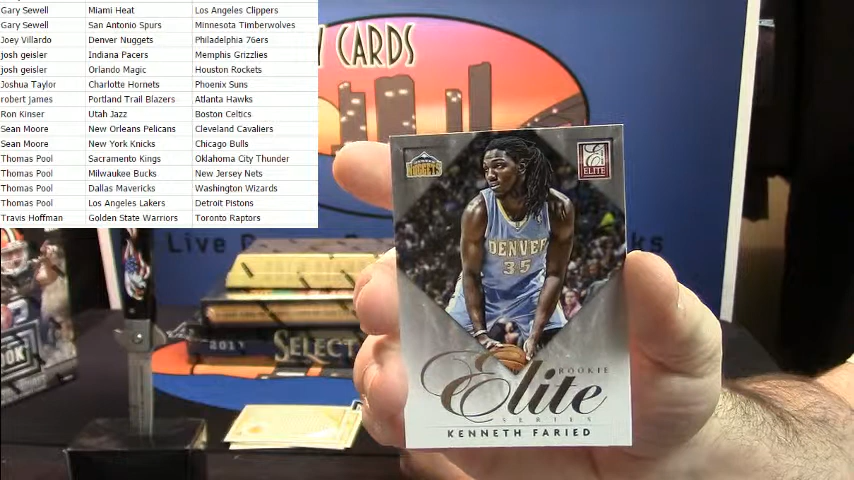 Gary Sewell Miami Heat Los Angeles Clippers
Gary Sewell San Antonio Spurs Minnesota Timberwolves
Joey Villardo Denver Nuggets Philadelphia 76ers
josh geisler Indiana Pacers Memphis Grizzlies
josh geisler Orlando Magic Houston Rockets
Joshua Taylor Charlotte Hornets Phoenix Suns
robert james Portland Trail Blazers Atlanta Hawks
Ron Kinser Utah Jazz Boston Celtics
Sean Moore New Orleans Pelicans Cleveland Cavaliers
Sean Moore New York Knicks Chicago Bulls
Thomas Pool Sacramento Kings Oklahoma City Thunder
Thomas Pool Milwaukee Bucks New Jersey Nets
Thomas Pool Dallas Mavericks Washington Wizards
Thomas Pool Los Angeles Lakers Detroit Pistons
Travis Hoffman Golden State Warriors Toronto Raptors
Y CARDS
NUGGETS
E
ELITE
DENVER
35
Live
2017
SELECT
ROOKIE
Elite
SERIES
KENNETH FARIED